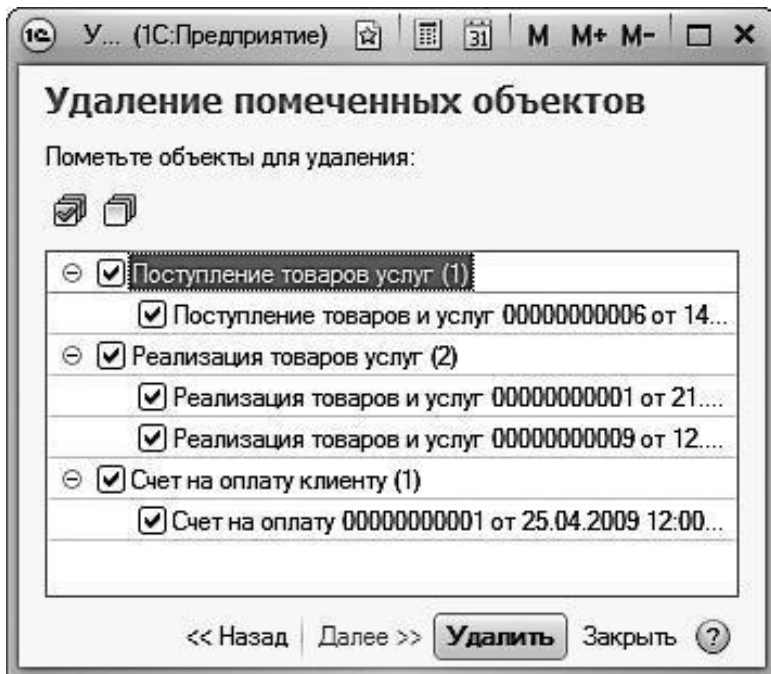 1С У... (1С:Предприятие) 31 M M+ M-
Удаление помеченных объектов
Пометьте объекты для удаления:
Поступление товаров услуг (1)
Поступление товаров и услуг 00000000006 от 14...
Реализация товаров услуг (2)
Реализация товаров и услуг 00000000001 от 21....
Реализация товаров и услуг 00000000009 от 12....
Счет на оплату клиенту (1)
Счет на оплату 00000000001 от 25.04.2009 12:00...
<< Назад Далее >> Удалить Закрыть ?